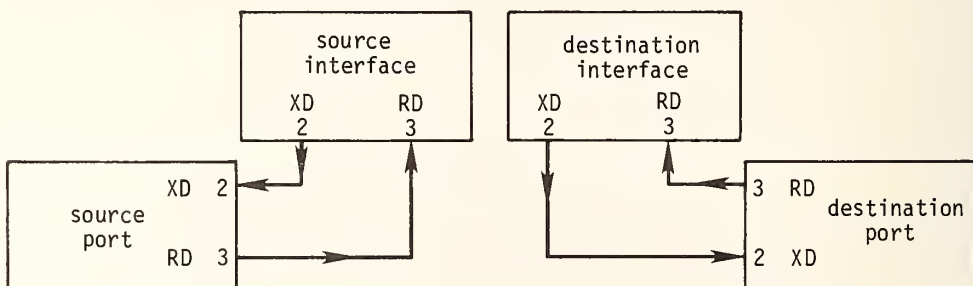 source
interface
XD RD
2 3
destination
interface
XD RD
2 3
XD 2
source
port
RD 3
3 RD
destination
port
2 XD